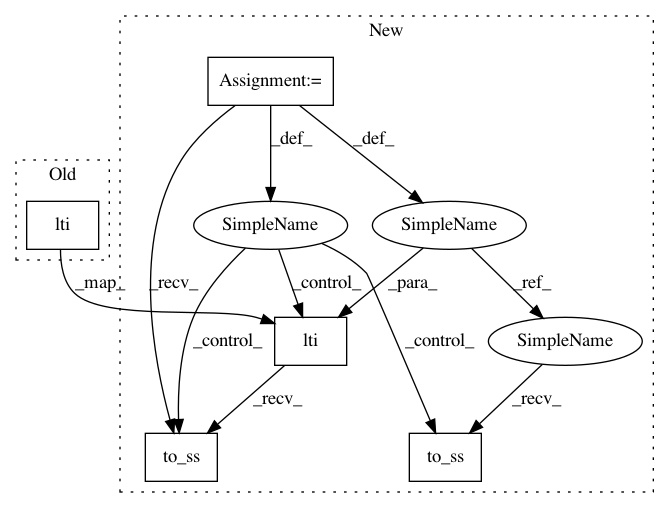 New
Assignment:=
Old
_def_
_def_
lti
SimpleName
SimpleName
_map_
_recv_
_control_
_para_
_ref_
_control_
lti
_control_
SimpleName
_recv_
_recv_
to_ss
to_ss